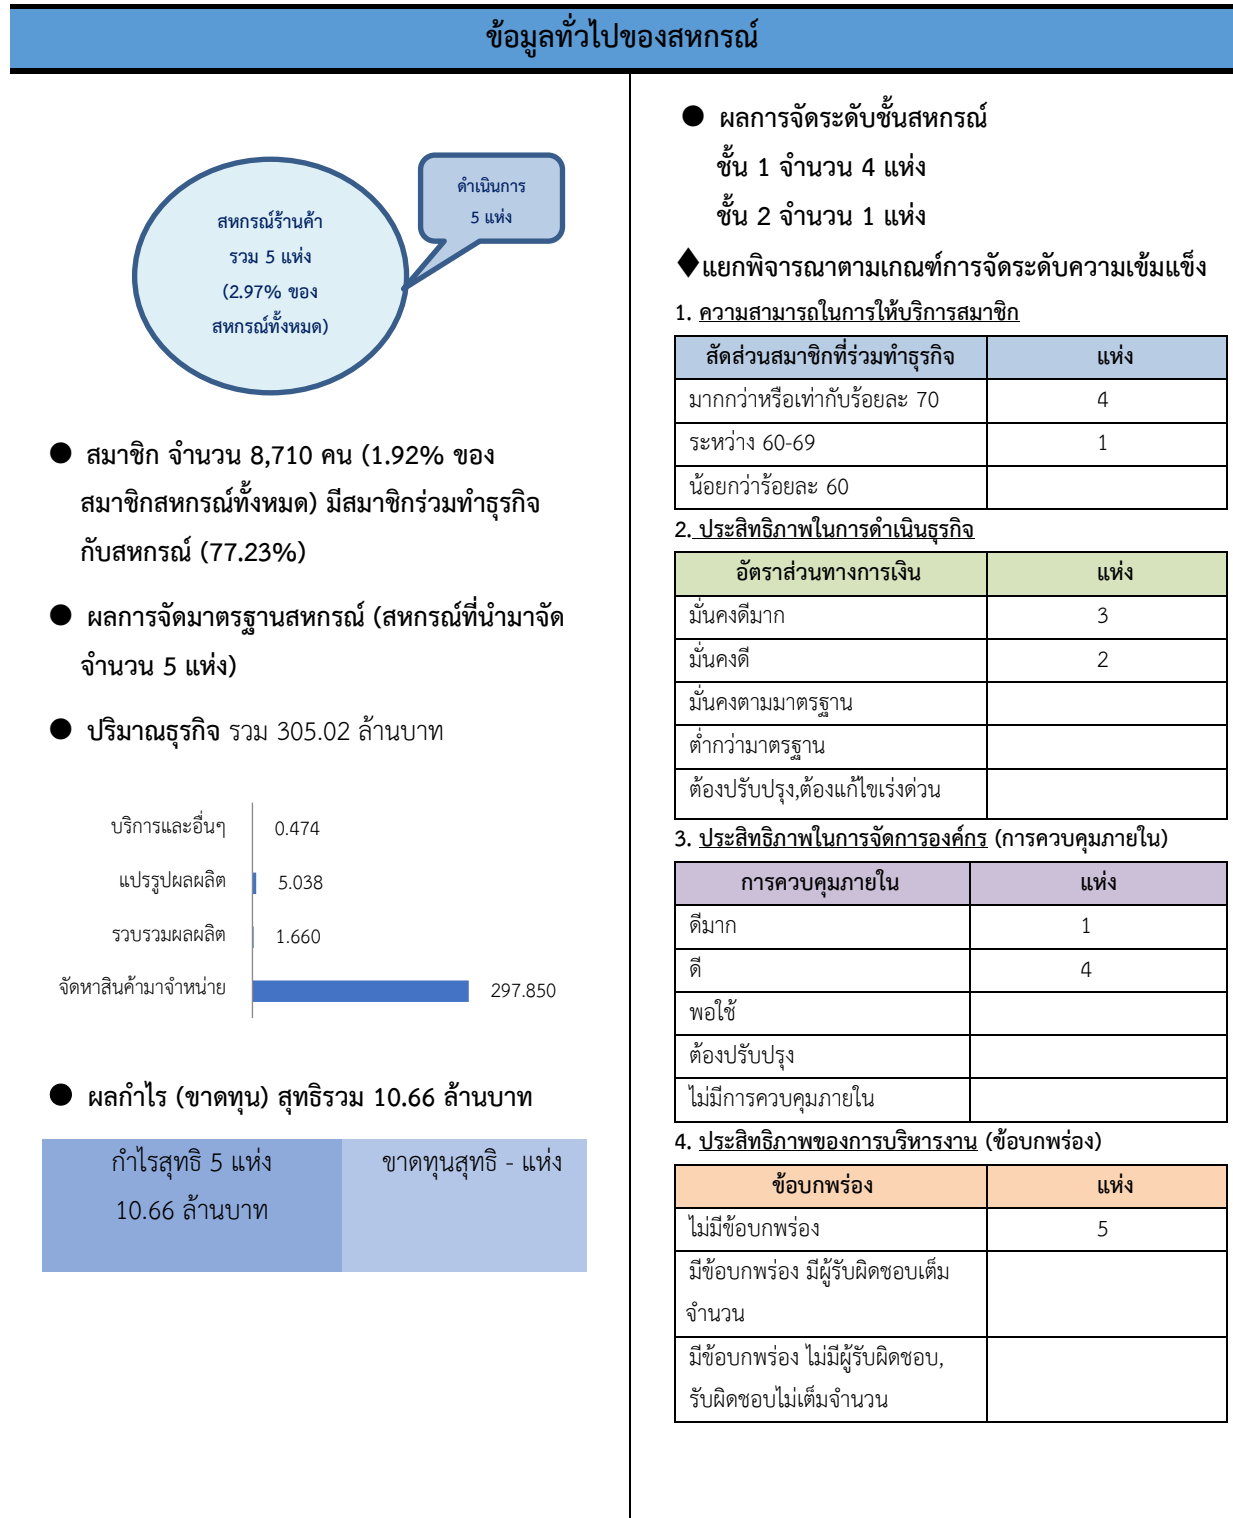 ข้อมูลทั่วไปของสหกรณ์
สหกรณ์ร้านค้า
รวม 5 แห่ง
(2.97% ของ
สหกรณ์ทั้งหมด)
ดำเนินการ
5 แห่ง
● สมาชิก จำนวน 8,710 คน (1.92% ของ
สมาชิกสหกรณ์ทั้งหมด) มีสมาชิกร่วมทำธุรกิจ
กับสหกรณ์ (77.23%)
● ผลการจัดมาตรฐานสหกรณ์ (สหกรณ์ที่นำมาจัด
จำนวน 5 แห่ง)
● ปริมาณธุรกิจ รวม 305.02 ล้านบาท
บริการและอื่นๆ 0.474
แปรรูปผลผลิต 5.038
รวบรวมผลผลิต 1.660
จัดหาสินค้ามาจำหน่าย 297.850
● ผลกำไร (ขาดทุน) สุทธิรวม 10.66 ล้านบาท
กำไรสุทธิ 5 แห่ง ขาดทุนสุทธิ - แห่ง
10.66 ล้านบาท
● ผลการจัดระดับชั้นสหกรณ์
ชั้น 1 จำนวน 4 แห่ง
ชั้น 2 จำนวน 1 แห่ง
♦แยกพิจารณาตามเกณฑ์การจัดระดับความเข้มแข็ง
1. ความสามารถในการให้บริการสมาชิก
สัดส่วนสมาชิกที่ร่วมทำธุรกิจ แห่ง
มากกว่าหรือเท่ากับร้อยละ 70 4
ระหว่าง 60-69 1
น้อยกว่าร้อยละ 60
2. ประสิทธิภาพในการดำเนินธุรกิจ
อัตราส่วนทางการเงิน แห่ง
มั่นคงดีมาก 3
มั่นคงดี 2
มั่นคงตามมาตรฐาน
ต่ำกว่ามาตรฐาน
ต้องปรับปรุง,ต้องแก้ไขเร่งด่วน
3. ประสิทธิภาพในการจัดการองค์กร (การควบคุมภายใน)
การควบคุมภายใน แห่ง
ดีมาก 1
ดี 4
พอใช้
ต้องปรับปรุง
ไม่มีการควบคุมภายใน
4. ประสิทธิภาพของการบริหารงาน (ข้อบกพร่อง)
ข้อบกพร่อง แห่ง
ไม่มีข้อบกพร่อง 5
มีข้อบกพร่อง มีผู้รับผิดชอบเต็ม
จำนวน
มีข้อบกพร่อง ไม่มีผู้รับผิดชอบ,
รับผิดชอบไม่เต็มจำนวน